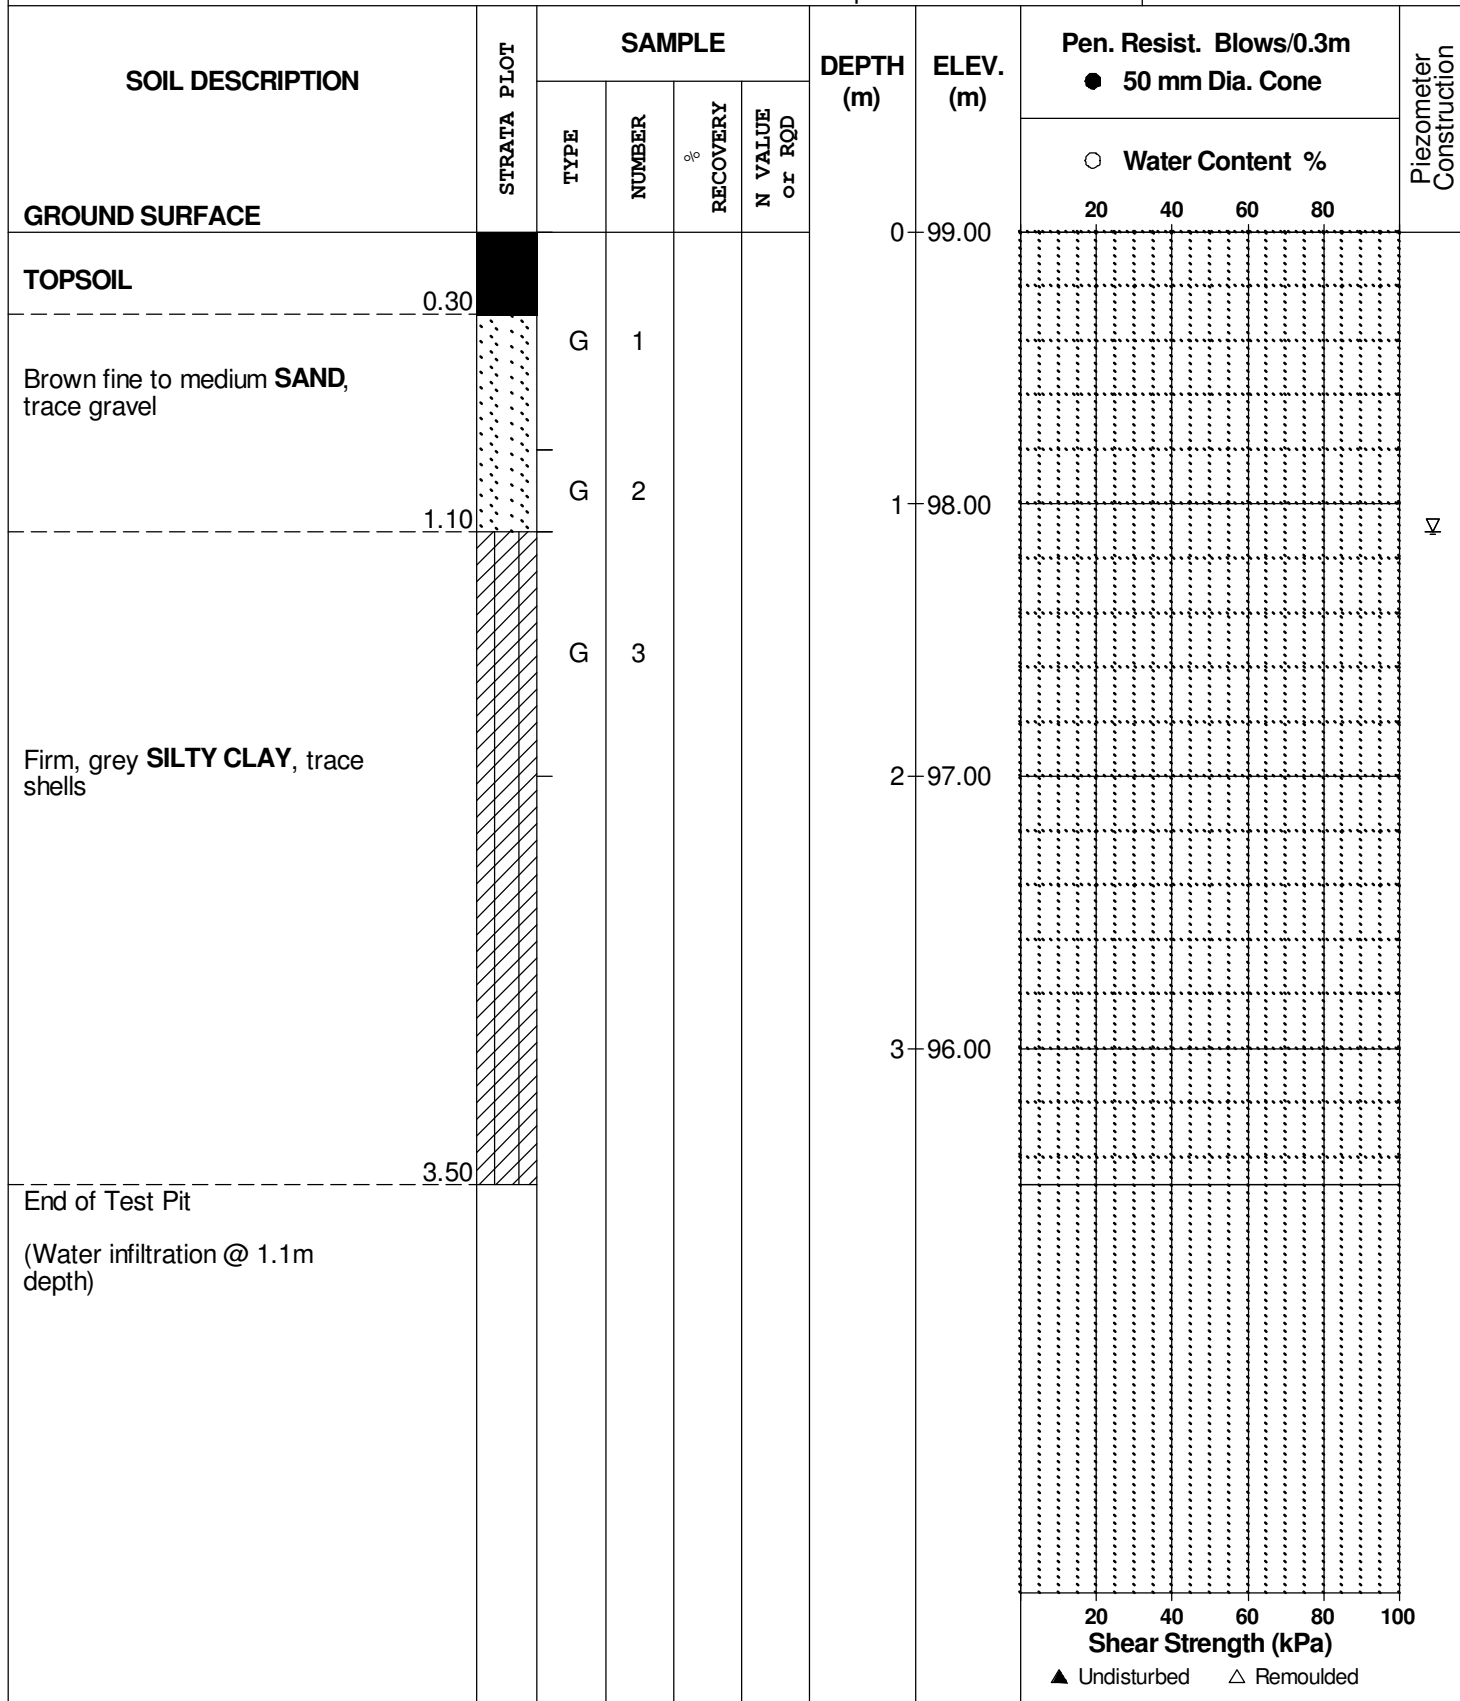 SOIL DESCRIPTION
GROUND SURFACE
STRATA PLOT
SAMPLE
TYPE
NUMBER
%
RECOVERY
N VALUE
or RQD
DEPTH
(m)
ELEV.
(m)
Pen. Resist. Blows/0.3m
● 50 mm Dia. Cone
○ Water Content %
20 40 60 80
Piezometer
Construction
0 99.00
TOPSOIL
0.30
G 1
Brown fine to medium SAND,
trace gravel
G 2
1 98.00
1.10
G 3
Firm, grey SILTY CLAY, trace
shells
2 97.00
3 96.00
3.50
End of Test Pit
(Water infiltration @ 1.1m
depth)
20 40 60 80 100
Shear Strength (kPa)
▲ Undisturbed △ Remoulded